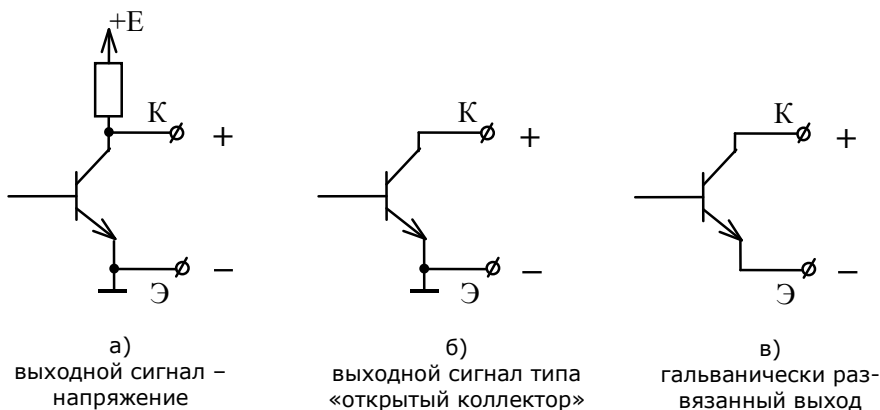 +E
К
+
Э
−
а)
выходной сигнал –
напряжение
К
+
Э
−
б)
выходной сигнал типа
«открытый коллектор»
К
+
Э
−
в)
гальванически раз-
вязанный выход